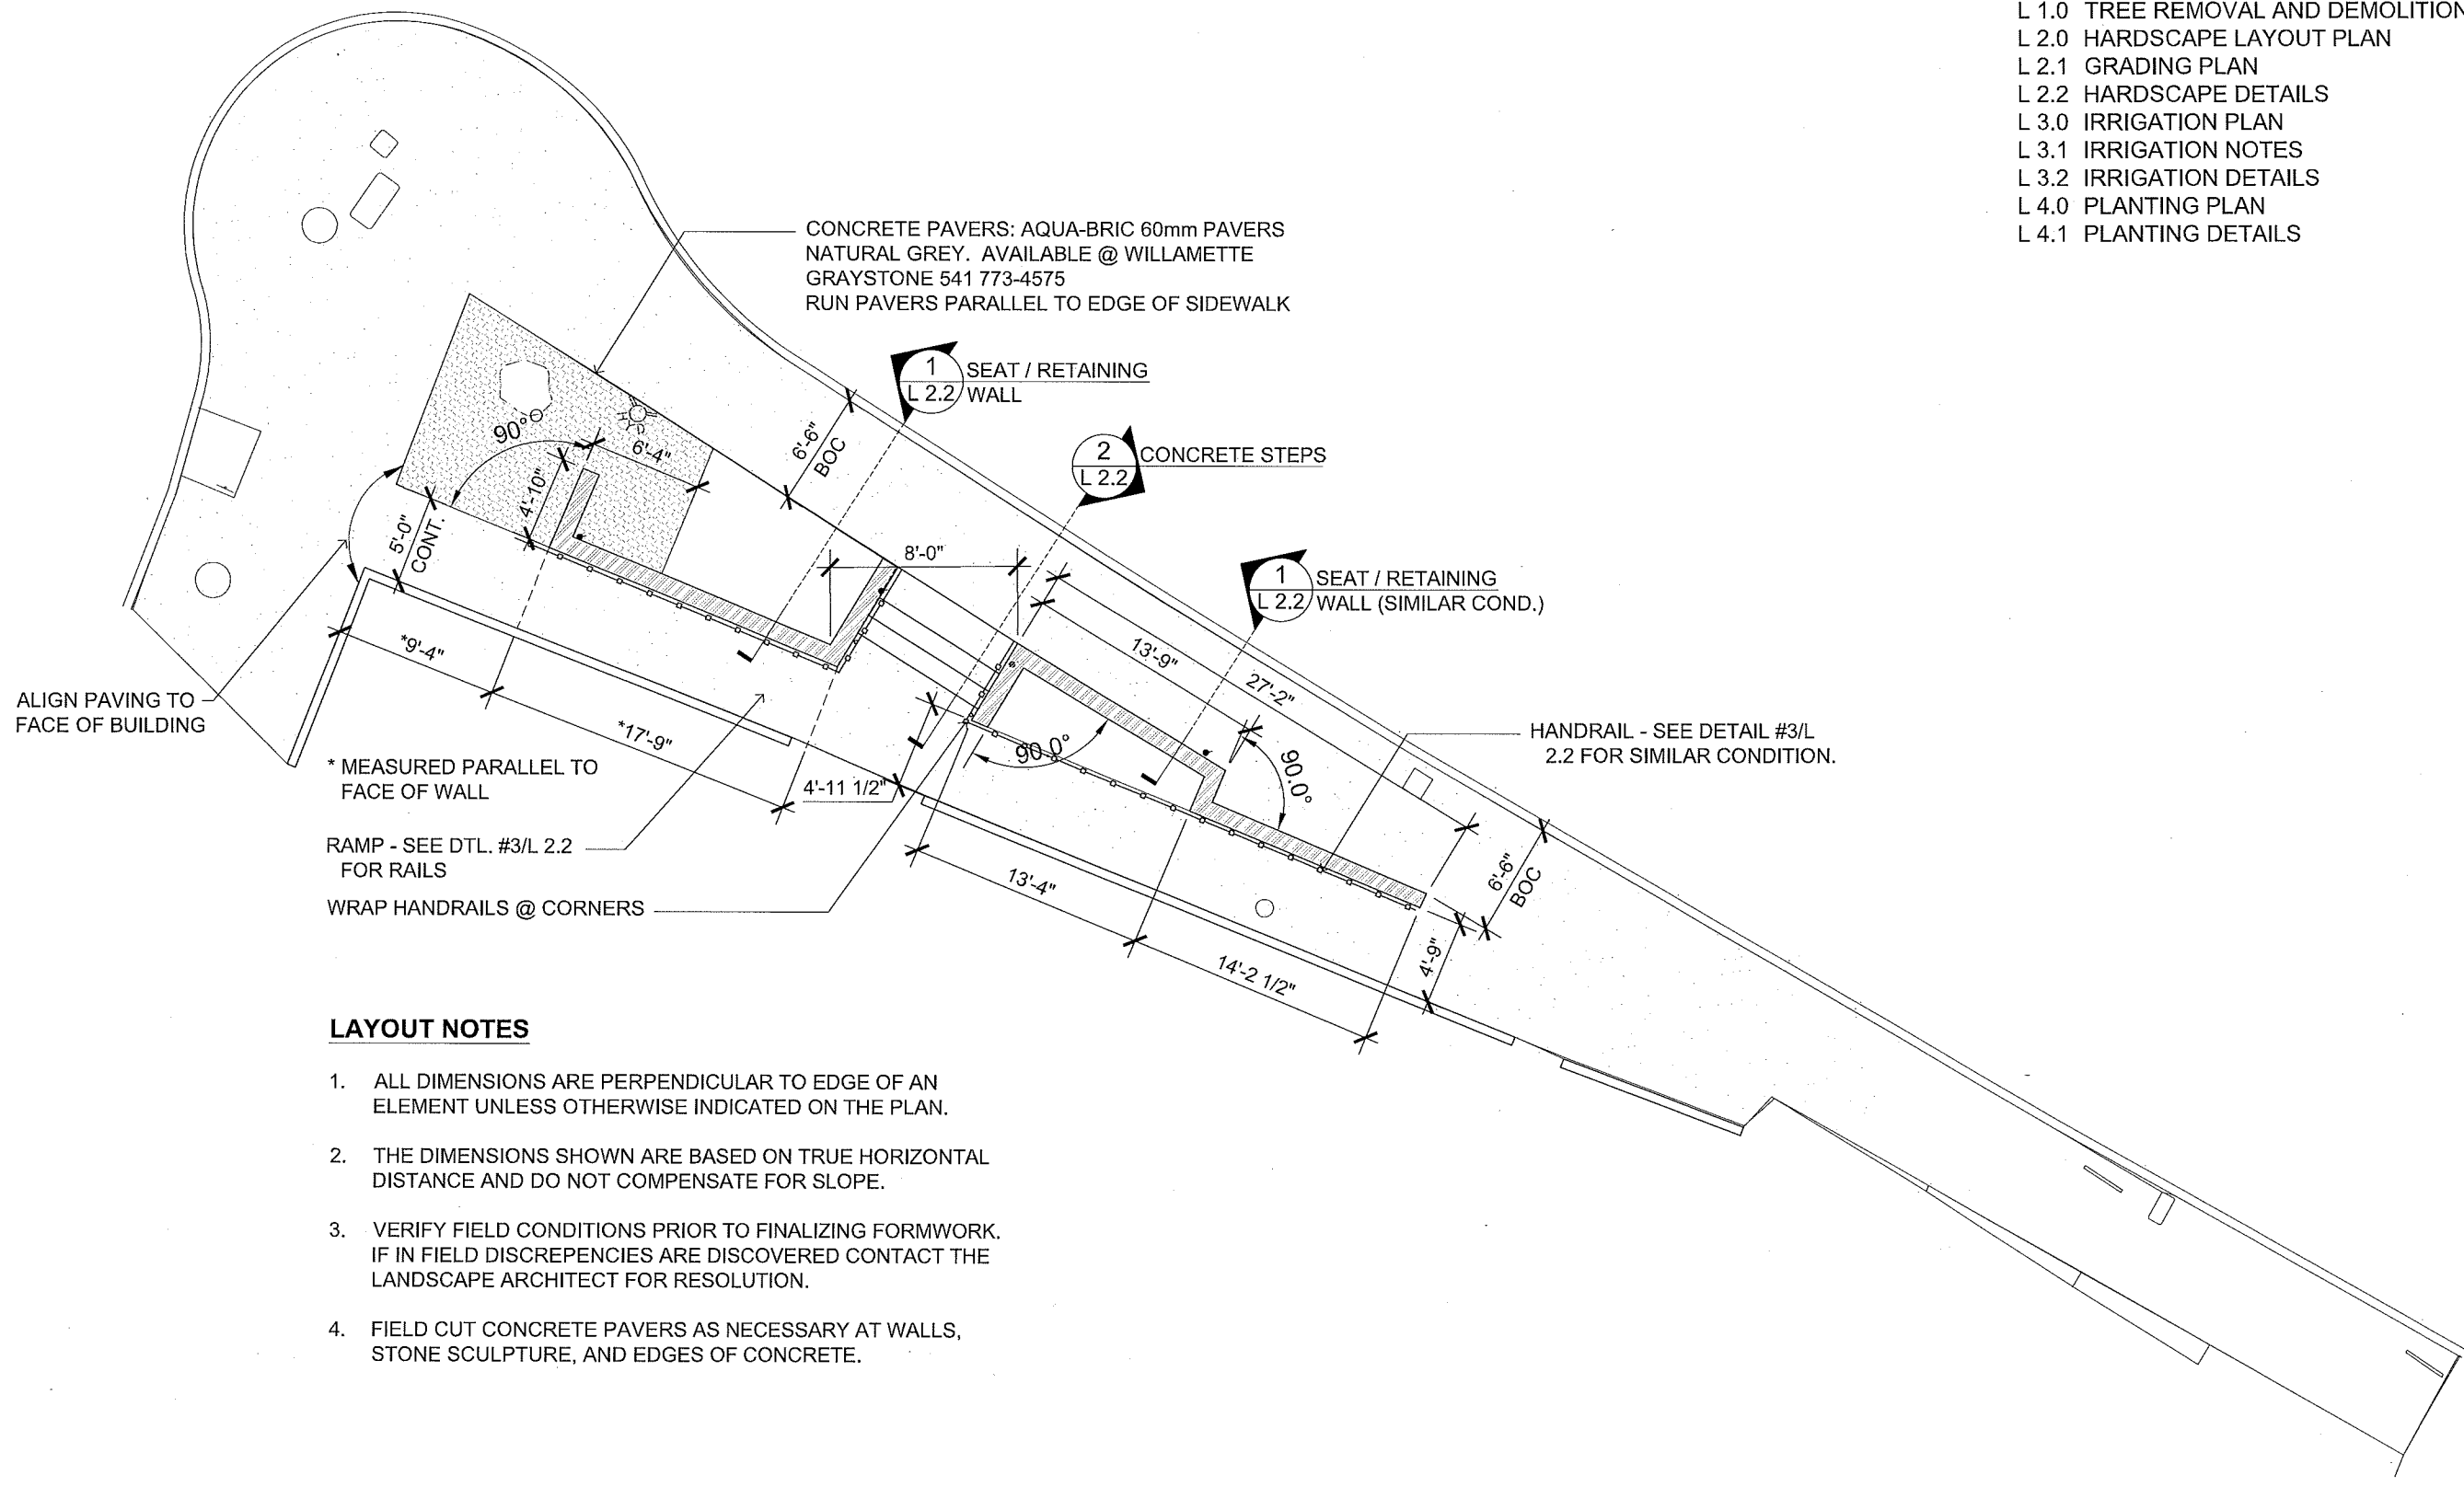 L 1.0 TREE REMOVAL AND DEMOLITION
L 2.0 HARDSCAPE LAYOUT PLAN
L 2.1 GRADING PLAN
L 2.2 HARDSCAPE DETAILS
L 3.0 IRRIGATION PLAN
L 3.1 IRRIGATION NOTES
L 3.2 IRRIGATION DETAILS
L 4.0 PLANTING PLAN
L 4.1 PLANTING DETAILS
CONCRETE PAVERS: AQUA-BRIC 60mm PAVERS
NATURAL GREY. AVAILABLE @ WILLAMETTE
GRAYSTONE 541 773-4575
RUN PAVERS PARALLEL TO EDGE OF SIDEWALK
1
L 2.2
SEAT / RETAINING
WALL
6'-6"
BOC
2
L 2.2
CONCRETE STEPS
90°
6'-4"
4'-10"
5'-0"
CONT.
8'-0"
1
L 2.2
SEAT / RETAINING
WALL (SIMILAR COND.)
13'-9"
27'-2"
*9'-4"
*17'-9"
ALIGN PAVING TO
FACE OF BUILDING
90.0°
90.0°
HANDRAIL - SEE DETAIL #3/L
2.2 FOR SIMILAR CONDITION.
* MEASURED PARALLEL TO
FACE OF WALL
4'-11 1/2"
RAMP - SEE DTL. #3/L 2.2
FOR RAILS
WRAP HANDRAILS @ CORNERS
13'-4"
14'-2 1/2"
6'-6"
BOC
4'-9"
LAYOUT NOTES
1. ALL DIMENSIONS ARE PERPENDICULAR TO EDGE OF AN
ELEMENT UNLESS OTHERWISE INDICATED ON THE PLAN.
2. THE DIMENSIONS SHOWN ARE BASED ON TRUE HORIZONTAL
DISTANCE AND DO NOT COMPENSATE FOR SLOPE.
3. VERIFY FIELD CONDITIONS PRIOR TO FINALIZING FORMWORK.
IF IN FIELD DISCREPENCIES ARE DISCOVERED CONTACT THE
LANDSCAPE ARCHITECT FOR RESOLUTION.
4. FIELD CUT CONCRETE PAVERS AS NECESSARY AT WALLS,
STONE SCULPTURE, AND EDGES OF CONCRETE.